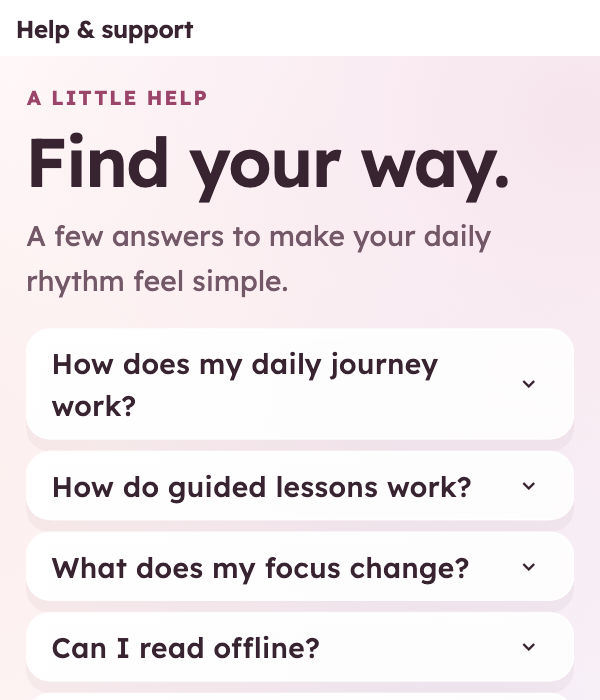 Help & support
A LITTLE HELP
Find your way.
A few answers to make your daily
rhythm feel simple.
How does my daily journey
work?
How do guided lessons work?
What does my focus change?
Can I read offline?